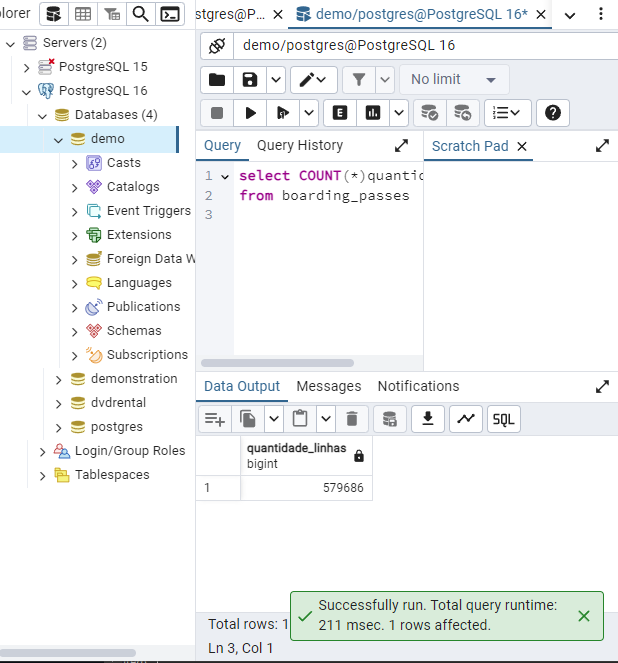 plorer
stgres@P...
demo/postgres@PostgreSQL 16*
demo/postgres@PostgreSQL 16
No limit
E
Servers (2)
PostgreSQL 15
PostgreSQL 16
Databases (4)
demo
Casts
Catalogs
Event Triggers
Extensions
Foreign Data W
Languages
Publications
Schemas
Subscriptions
demonstration
dvdrental
postgres
Login/Group Roles
Tablespaces
Query
Query History
Scratch Pad
1 select COUNT(*)quantid
2 from boarding_passes
3
Data Output
Messages
Notifications
SQL
quantidade_linhas
bigint
1 579686
Total rows: 1
Successfully run. Total query runtime:
211 msec. 1 rows affected.
Ln 3, Col 1